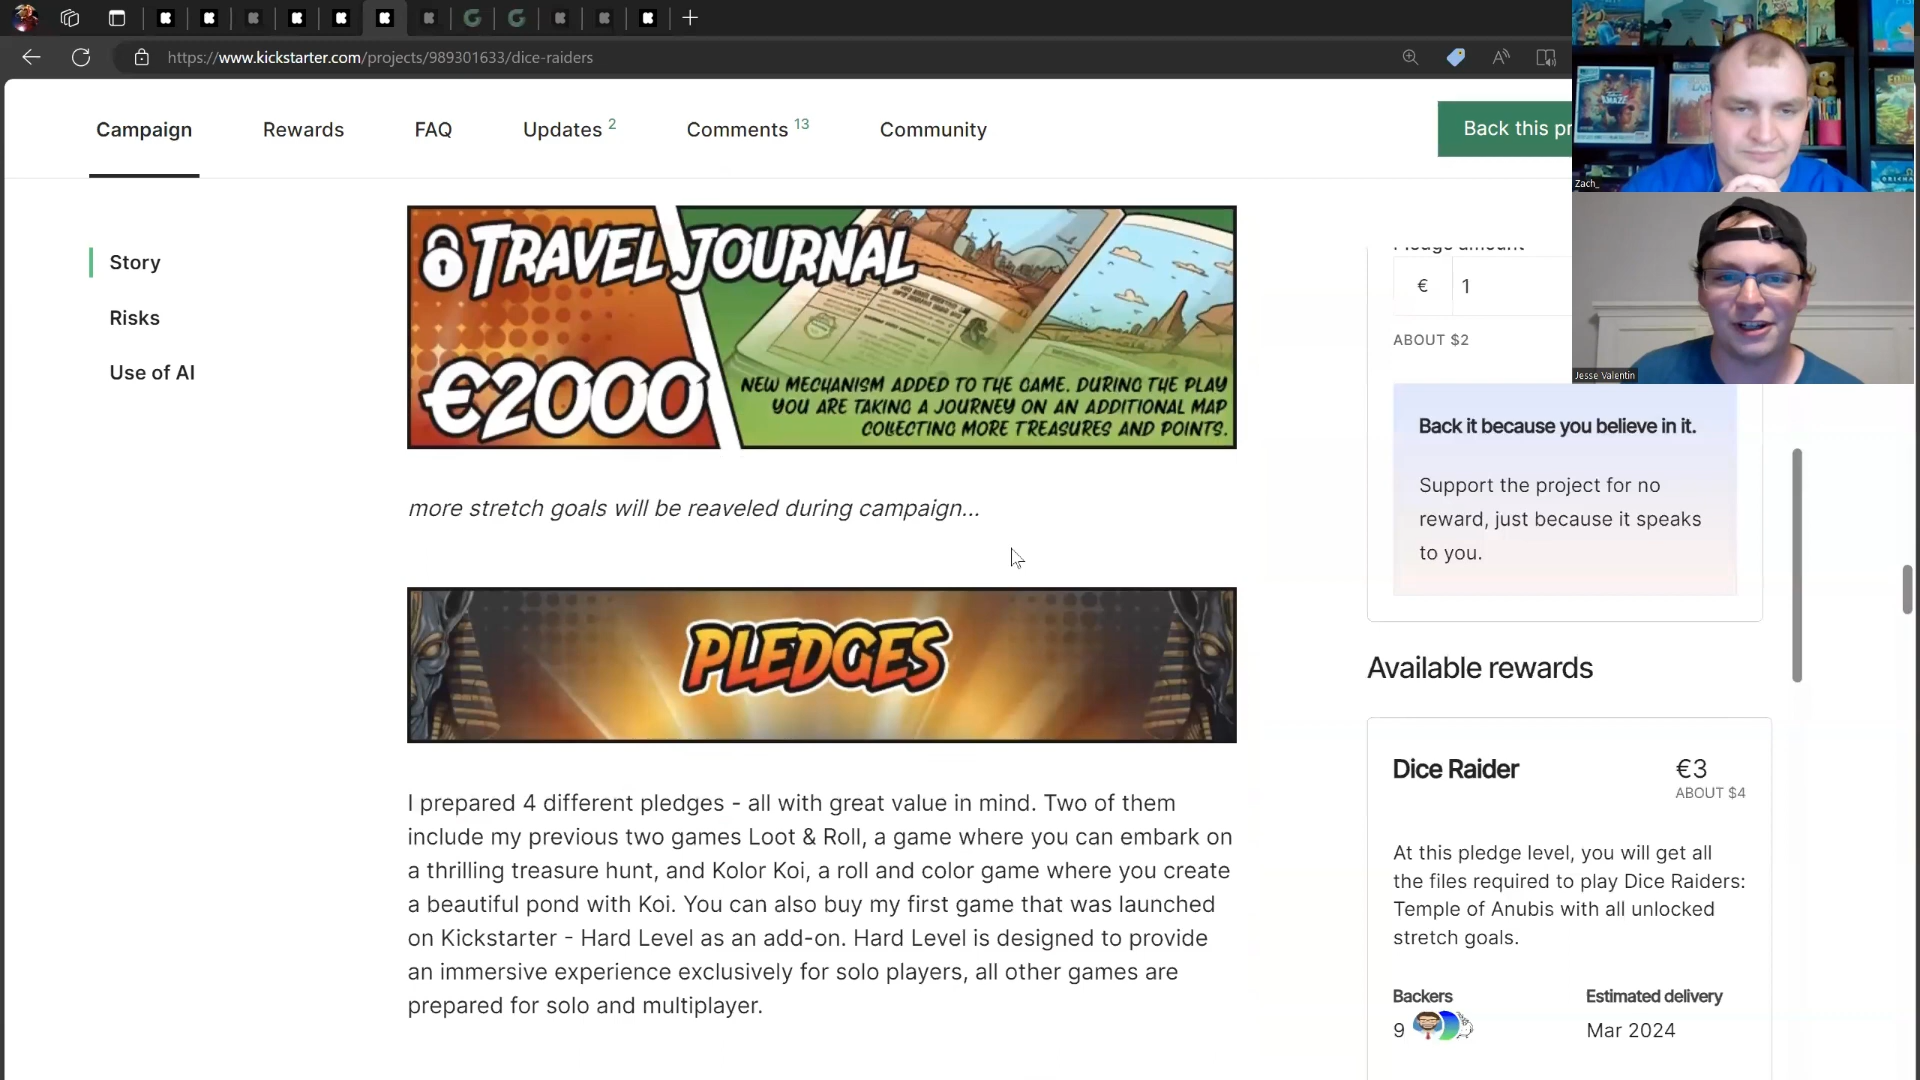 https://www.kickstarter.com/projects/989301633/dice-raiders
Campaign
Rewards
FAQ
Updates 2
Comments 13
Community
Back this pr
Zach_
Jesse Valentin
Story
Risks
Use of AI
TRAVEL JOURNAL
€2000
NEW MECHANISM ADDED TO THE GAME. DURING THE PLAY
YOU ARE TAKING A JOURNEY ON AN ADDITIONAL MAP
COLLECTING MORE TREASURES AND POINTS.
more stretch goals will be reaveled during campaign...
PLEDGES
I prepared 4 different pledges - all with great value in mind. Two of them
include my previous two games Loot & Roll, a game where you can embark on
a thrilling treasure hunt, and Kolor Koi, a roll and color game where you create
a beautiful pond with Koi. You can also buy my first game that was launched
on Kickstarter - Hard Level as an add-on. Hard Level is designed to provide
an immersive experience exclusively for solo players, all other games are
prepared for solo and multiplayer.
Pledge amount
€ 1
ABOUT $2
Back it because you believe in it.
Support the project for no
reward, just because it speaks
to you.
Available rewards
Dice Raider
€3
ABOUT $4
At this pledge level, you will get all
the files required to play Dice Raiders:
Temple of Anubis with all unlocked
stretch goals.
Backers
9
Estimated delivery
Mar 2024